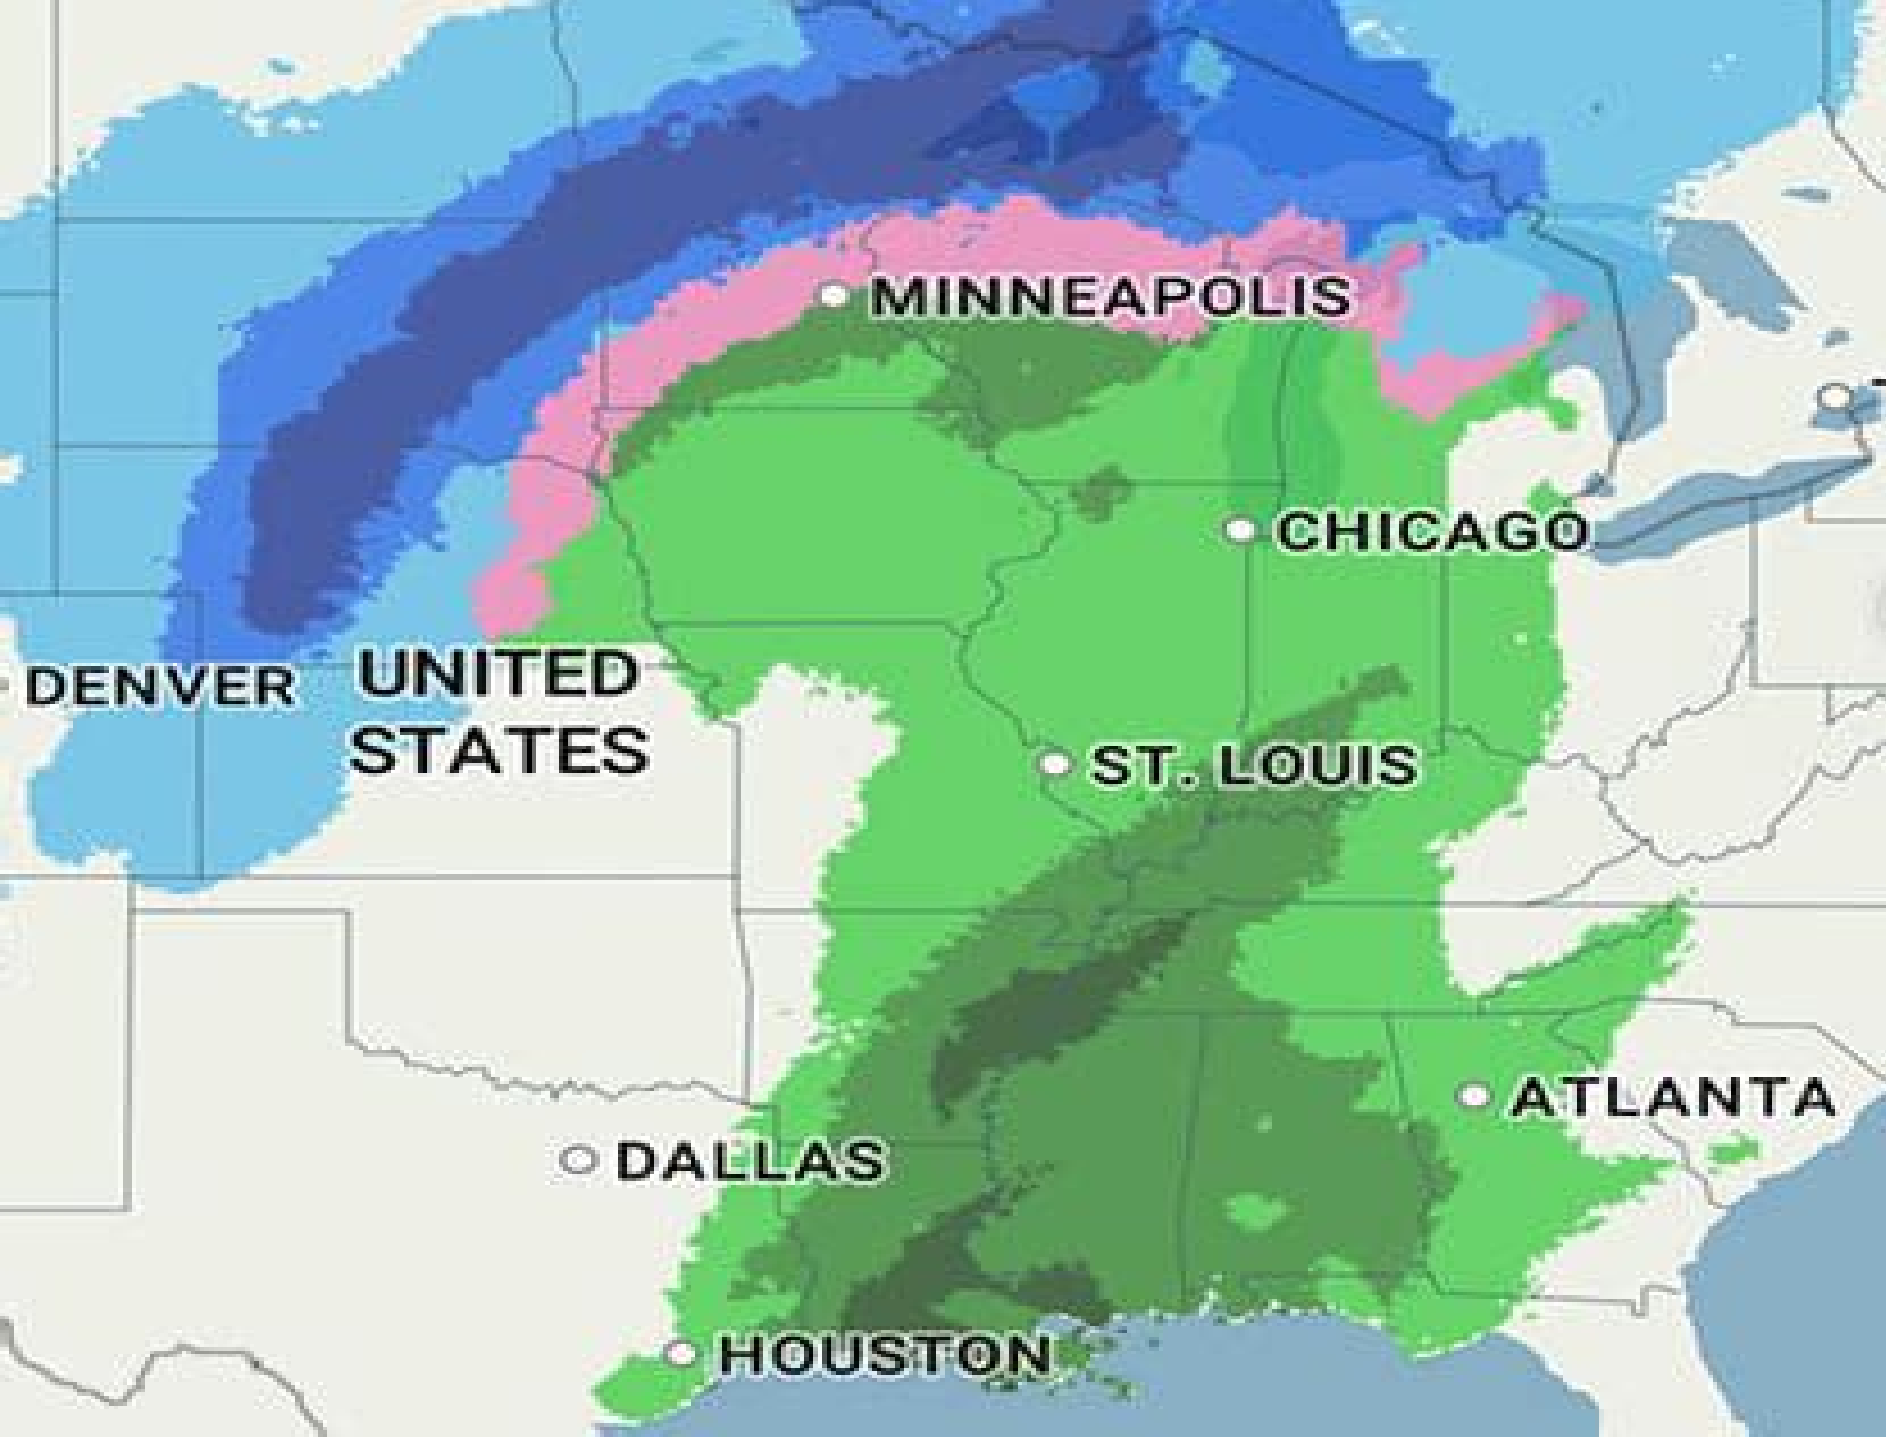 MINNEAPOLIS
CHICAGO
DENVER
UNITED
STATES
ST. LOUIS
ATLANTA
DALLAS
HOUSTON